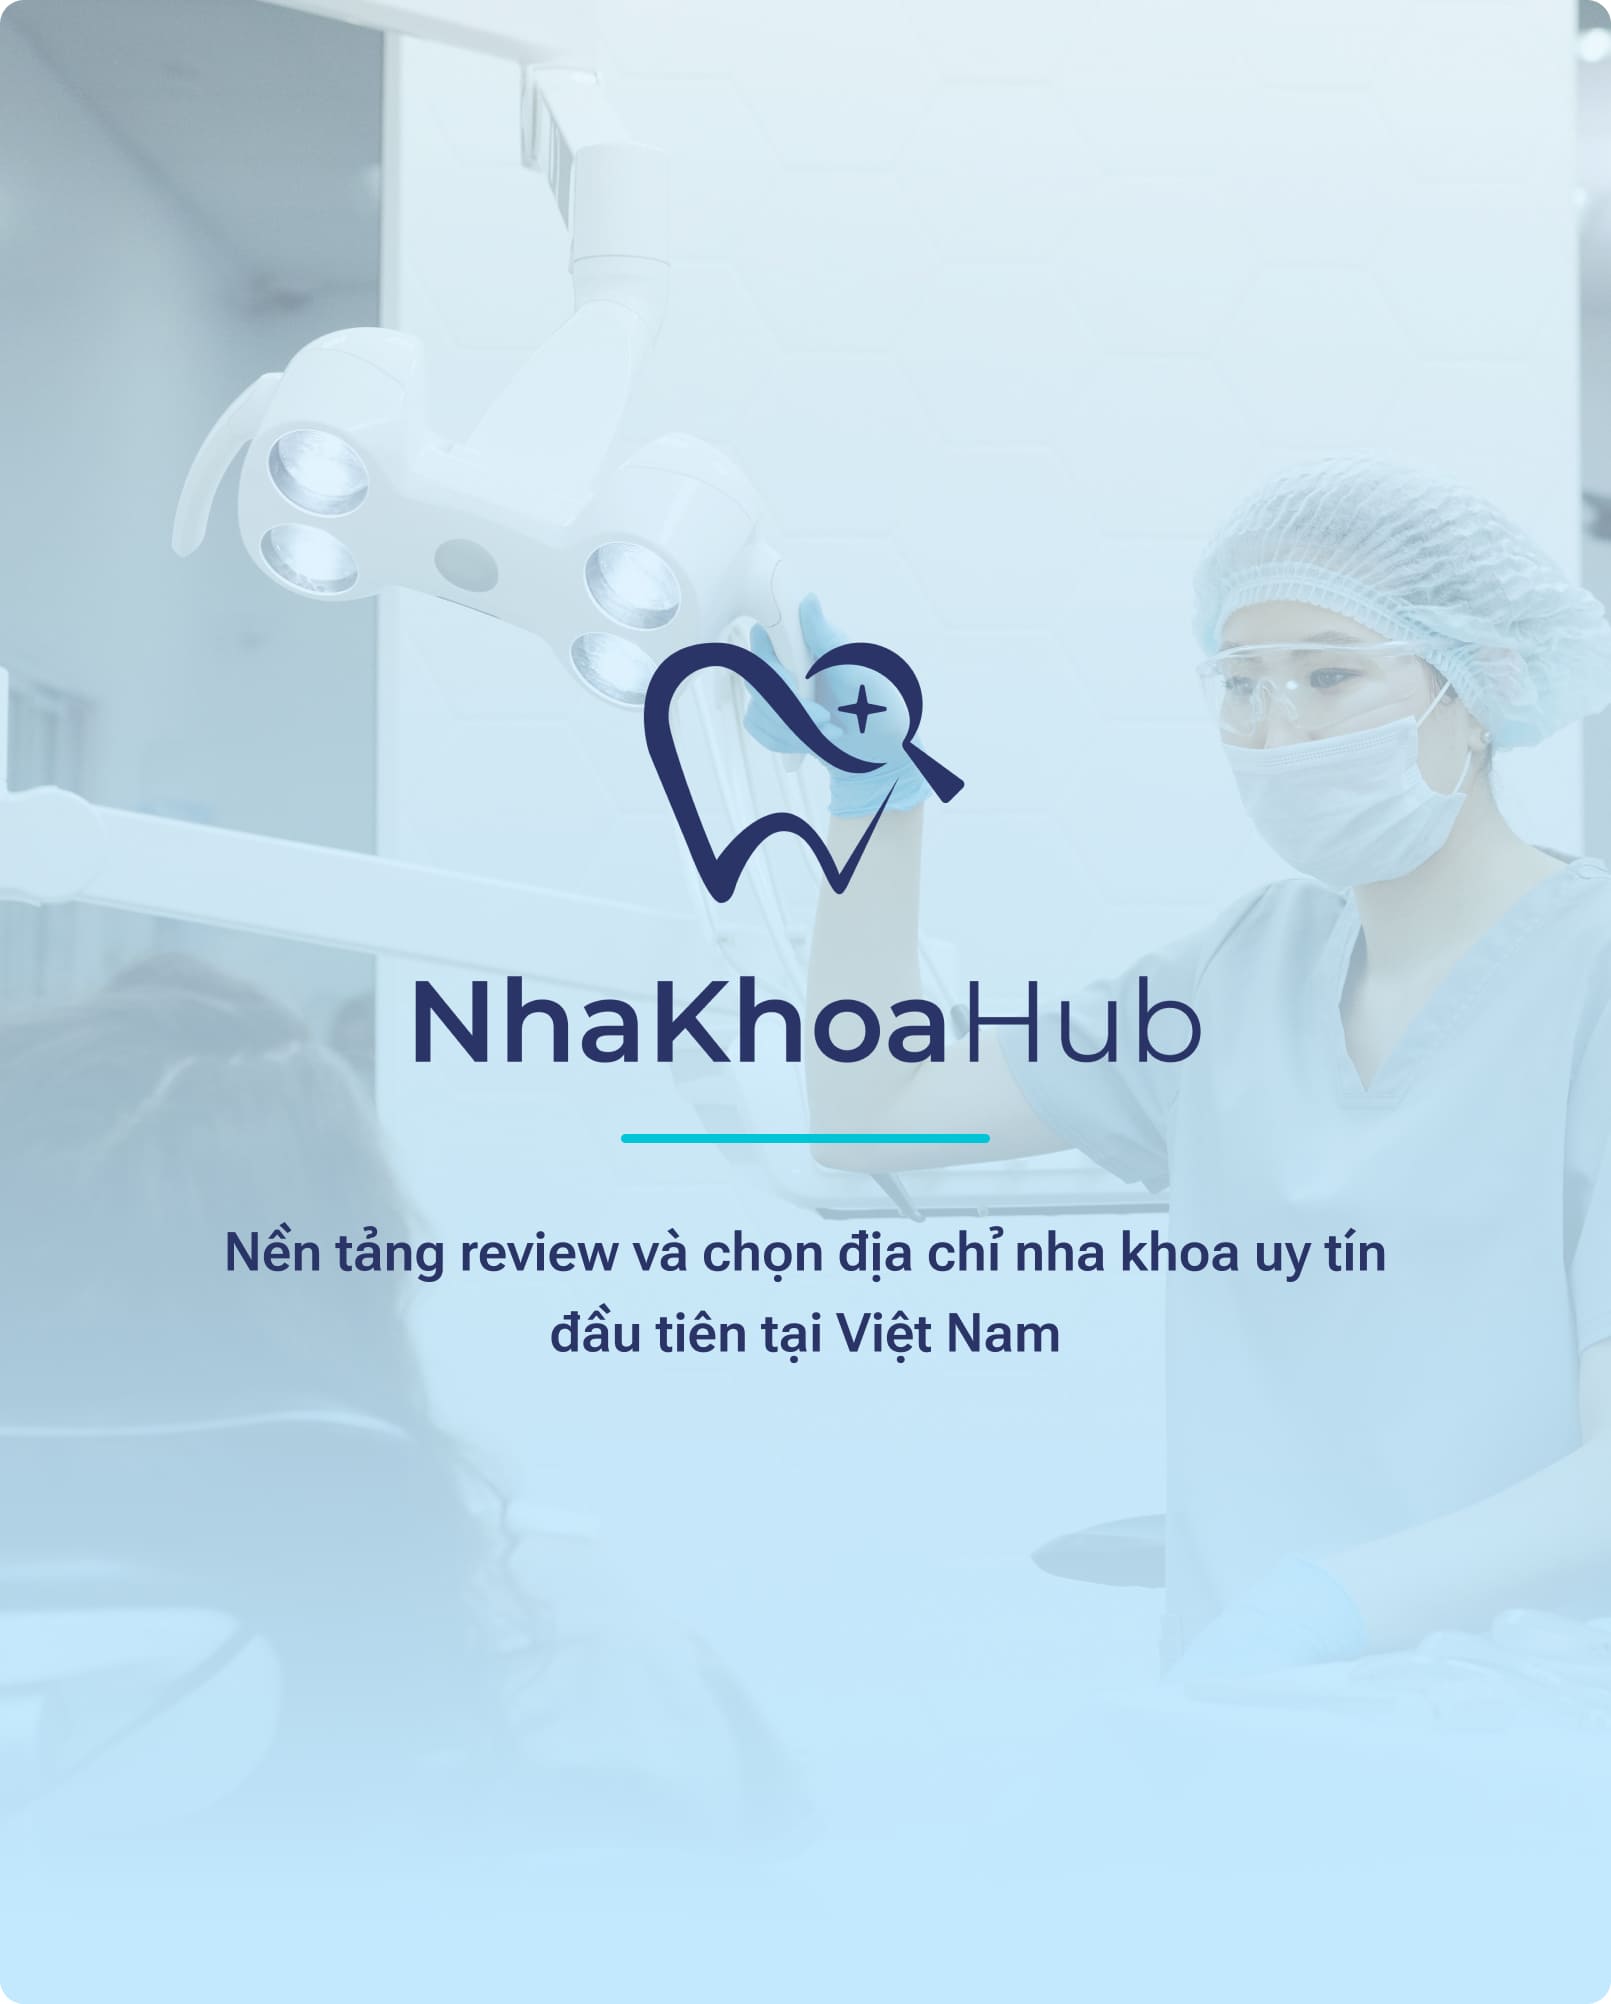 NhaKhoaHub
Nền tảng review và chọn địa chỉ nha khoa uy tín
đầu tiên tại Việt Nam